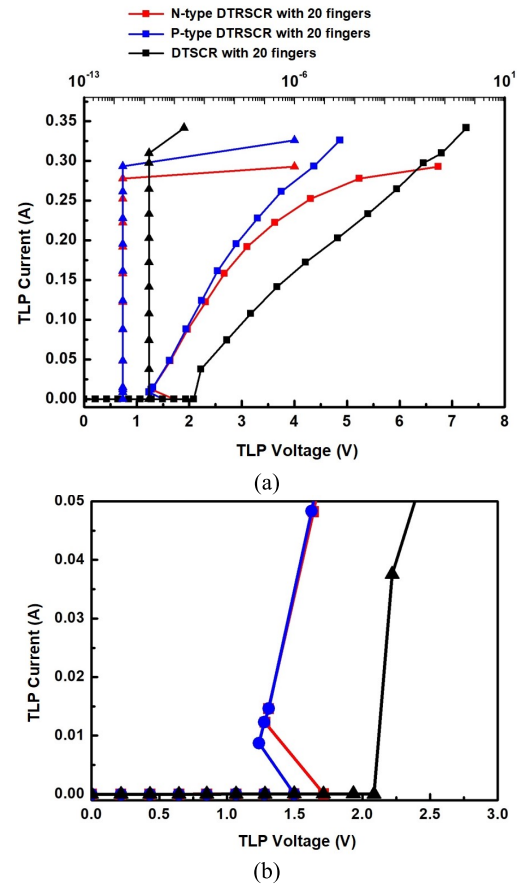 N-type DTRSCR with 20 fingers
P-type DTRSCR with 20 fingers
DTSCR with 20 fingers
10-13 10-6 101
0.35
0.30
0.25
0.20
0.15
0.10
0.05
0.00
TLP Current (A)
0 1 2 3 4 5 6 7 8
TLP Voltage (V)
(a)
0.05
0.04
0.03
0.02
0.01
0.00
TLP Current (A)
0.0 0.5 1.0 1.5 2.0 2.5 3.0
TLP Voltage (V)
(b)